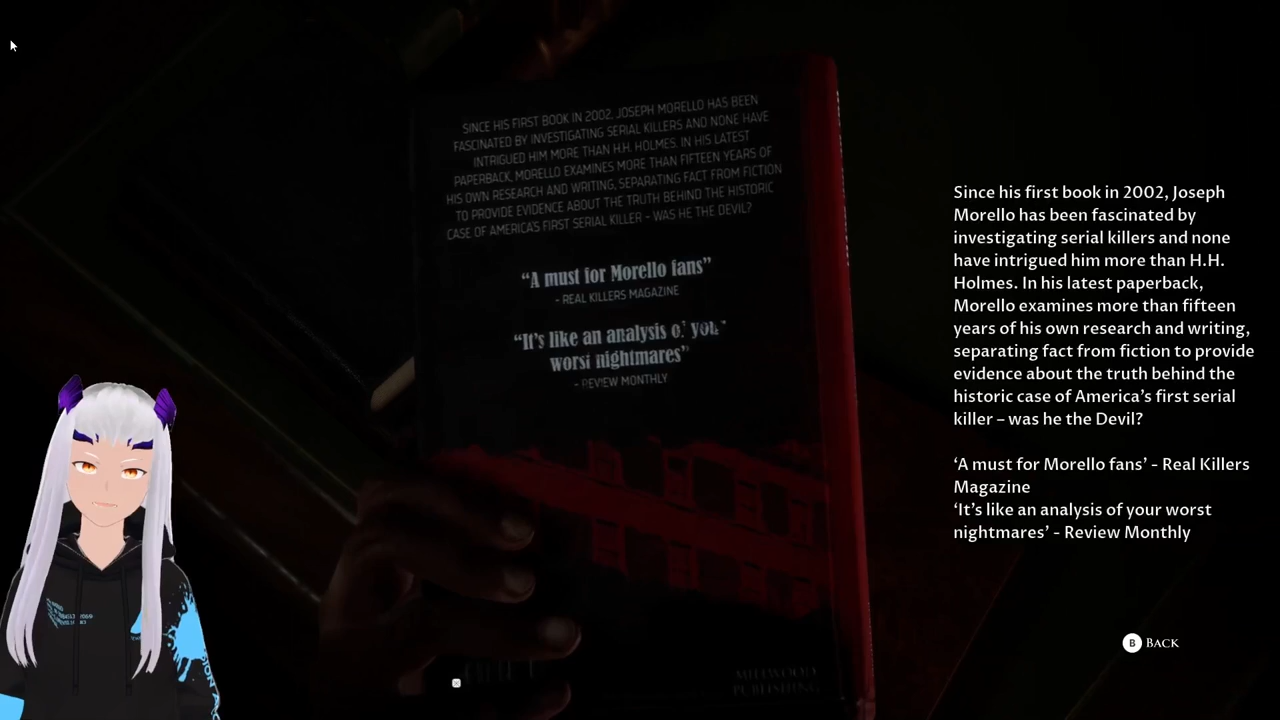 SINCE HIS FIRST BOOK IN 2002, JOSEPH MORELLO HAS BEEN
FASCINATED BY INVESTIGATING SERIAL KILLERS AND NONE HAVE
INTRIGUED HIM MORE THAN H.H. HOLMES. IN HIS LATEST
PAPERBACK, MORELLO EXAMINES MORE THAN FIFTEEN YEARS OF
HIS OWN RESEARCH AND WRITING, SEPARATING FACT FROM FICTION
TO PROVIDE EVIDENCE ABOUT THE TRUTH BEHIND THE HISTORIC
CASE OF AMERICA'S FIRST SERIAL KILLER – WAS HE THE DEVIL?
“A must for Morello fans”
- REAL KILLERS MAGAZINE
“It's like an analysis of your
worst nightmares”
- REVIEW MONTHLY
PUBLISHING
Since his first book in 2002, Joseph
Morello has been fascinated by
investigating serial killers and none
have intrigued him more than H.H.
Holmes. In his latest paperback,
Morello examines more than fifteen
years of his own research and writing,
separating fact from fiction to provide
evidence about the truth behind the
historic case of America's first serial
killer – was he the Devil?
‘A must for Morello fans’ - Real Killers
Magazine
‘It's like an analysis of your worst
nightmares’ - Review Monthly
B BACK